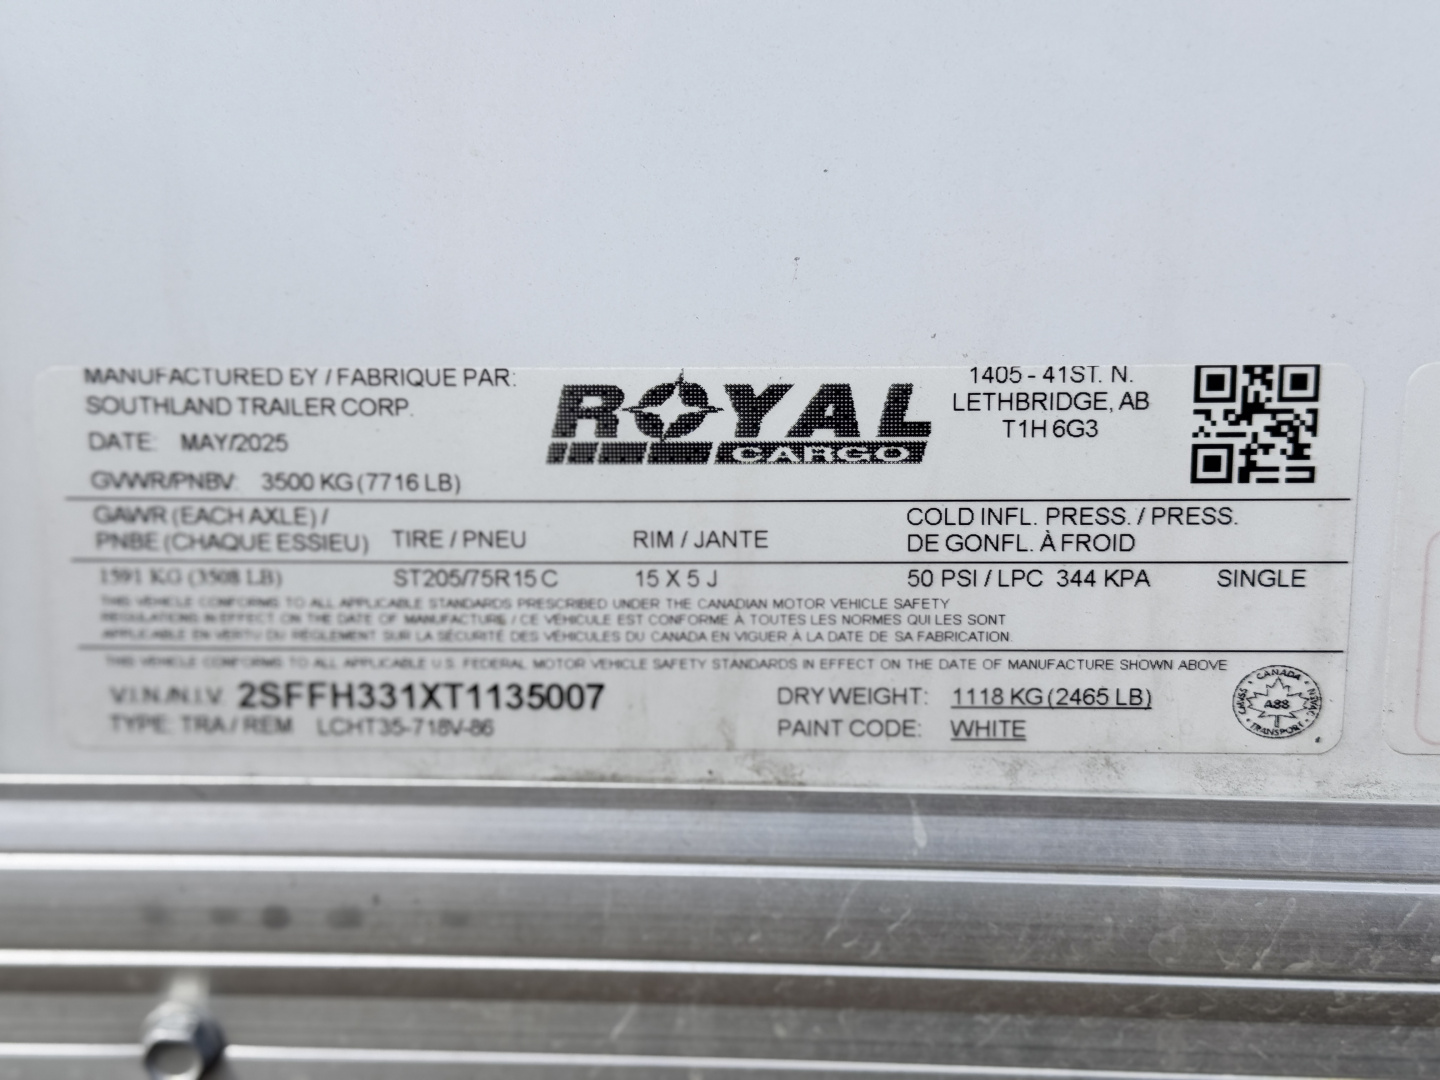 MANUFACTURED BY / FABRIQUE PAR:
SOUTHLAND TRAILER CORP.
DATE: MAY/2025
GVWR/PNBV: 3500 KG (7716 LB)
ROYAL
CARGO
1405 - 41ST. N.
LETHBRIDGE, AB
T1H 6G3
GAWR (EACH AXLE) /
PNBE (CHAQUE ESSIEU)
TIRE / PNEU
RIM / JANTE
COLD INFL. PRESS. / PRESS.
DE GONFL. À FROID
1591 KG (3508 LB) ST205/75R15 C 15 X 5 J 50 PSI / LPC 344 KPA SINGLE
THIS VEHICLE CONFORMS TO ALL APPLICABLE STANDARDS PRESCRIBED UNDER THE CANADIAN MOTOR VEHICLE SAFETY
REGULATIONS IN EFFECT ON THE DATE OF MANUFACTURE / CE VÉHICULE EST CONFORME À TOUTES LES NORMES QUI LES SONT
APPLICABLE EN VERTU DU RÈGLEMENT SUR LA SÉCURITÉ DES VÉHICULES DU CANADA EN VIGUER À LA DATE DE SA FABRICATION.
THIS VEHICLE CONFORMS TO ALL APPLICABLE U.S. FEDERAL MOTOR VEHICLE SAFETY STANDARDS IN EFFECT ON THE DATE OF MANUFACTURE SHOWN ABOVE
V.I.N./N.I.V. 2SFFH331XT1135007
DRY WEIGHT: 1118 KG (2465 LB)
TYPE: TRA / REM LCHT35-718V-86
PAINT CODE: WHITE
CANADA
A88
TRANSPORT